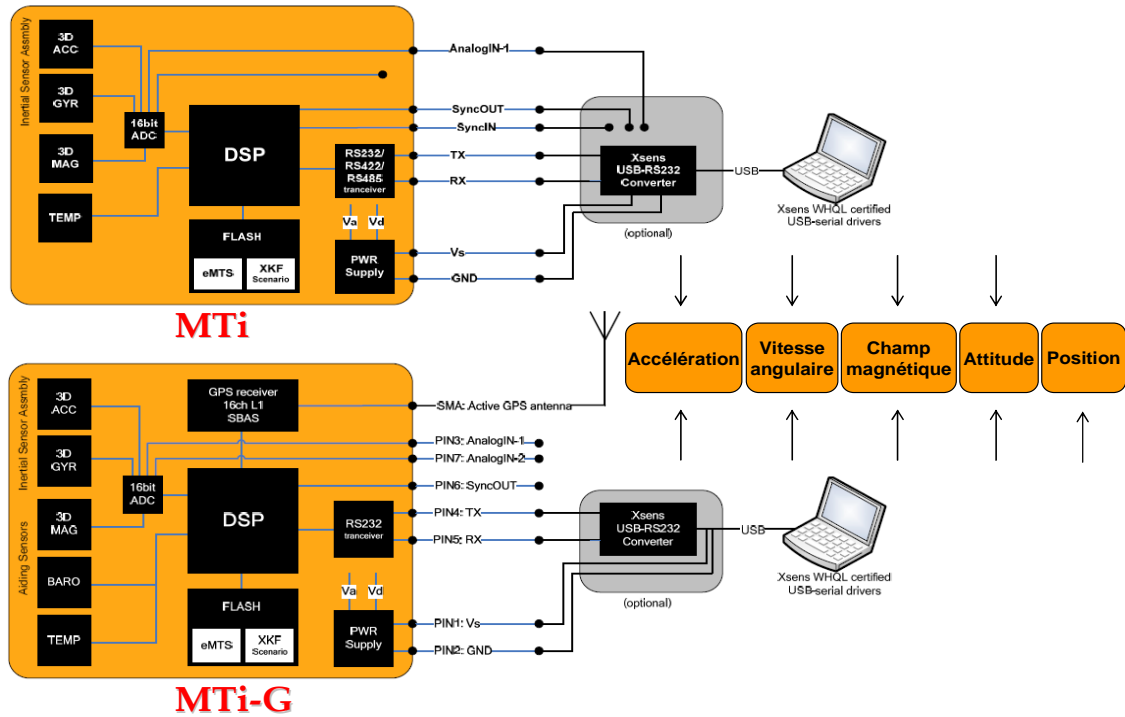 Inertial Sensor Assmbly
3D
ACC
3D
GYR
3D
MAG
TEMP
16bit
ADC
DSP
FLASH
eMTS
XKF
Scenario
RS232/
RS422/
RS485
tranceiver
Va
Vd
PWR
Supply
AnalogIN-1
SyncOUT
SyncIN
TX
RX
Vs
GND
Xsens
USB-RS232
Converter
(optional)
USB
Xsens WHQL certified
USB-serial drivers
MTi
Accélération
Vitesse
angulaire
Champ
magnétique
Attitude
Position
Inertial Sensor Assmbly
Aiding Sensors
3D
ACC
3D
GYR
3D
MAG
BARO
TEMP
16bit
ADC
GPS receiver
16ch L1
SBAS
DSP
FLASH
eMTS
XKF
Scenario
RS232
tranceiver
Va
Vd
PWR
Supply
SMA: Active GPS antenna
PIN3: AnalogIN-1
PIN7: AnalogIN-2
PIN6: SyncOUT
PIN4: TX
PIN5: RX
PIN1: Vs
PIN2: GND
Xsens
USB-RS232
Converter
(optional)
USB
Xsens WHQL certified
USB-serial drivers
MTi-G